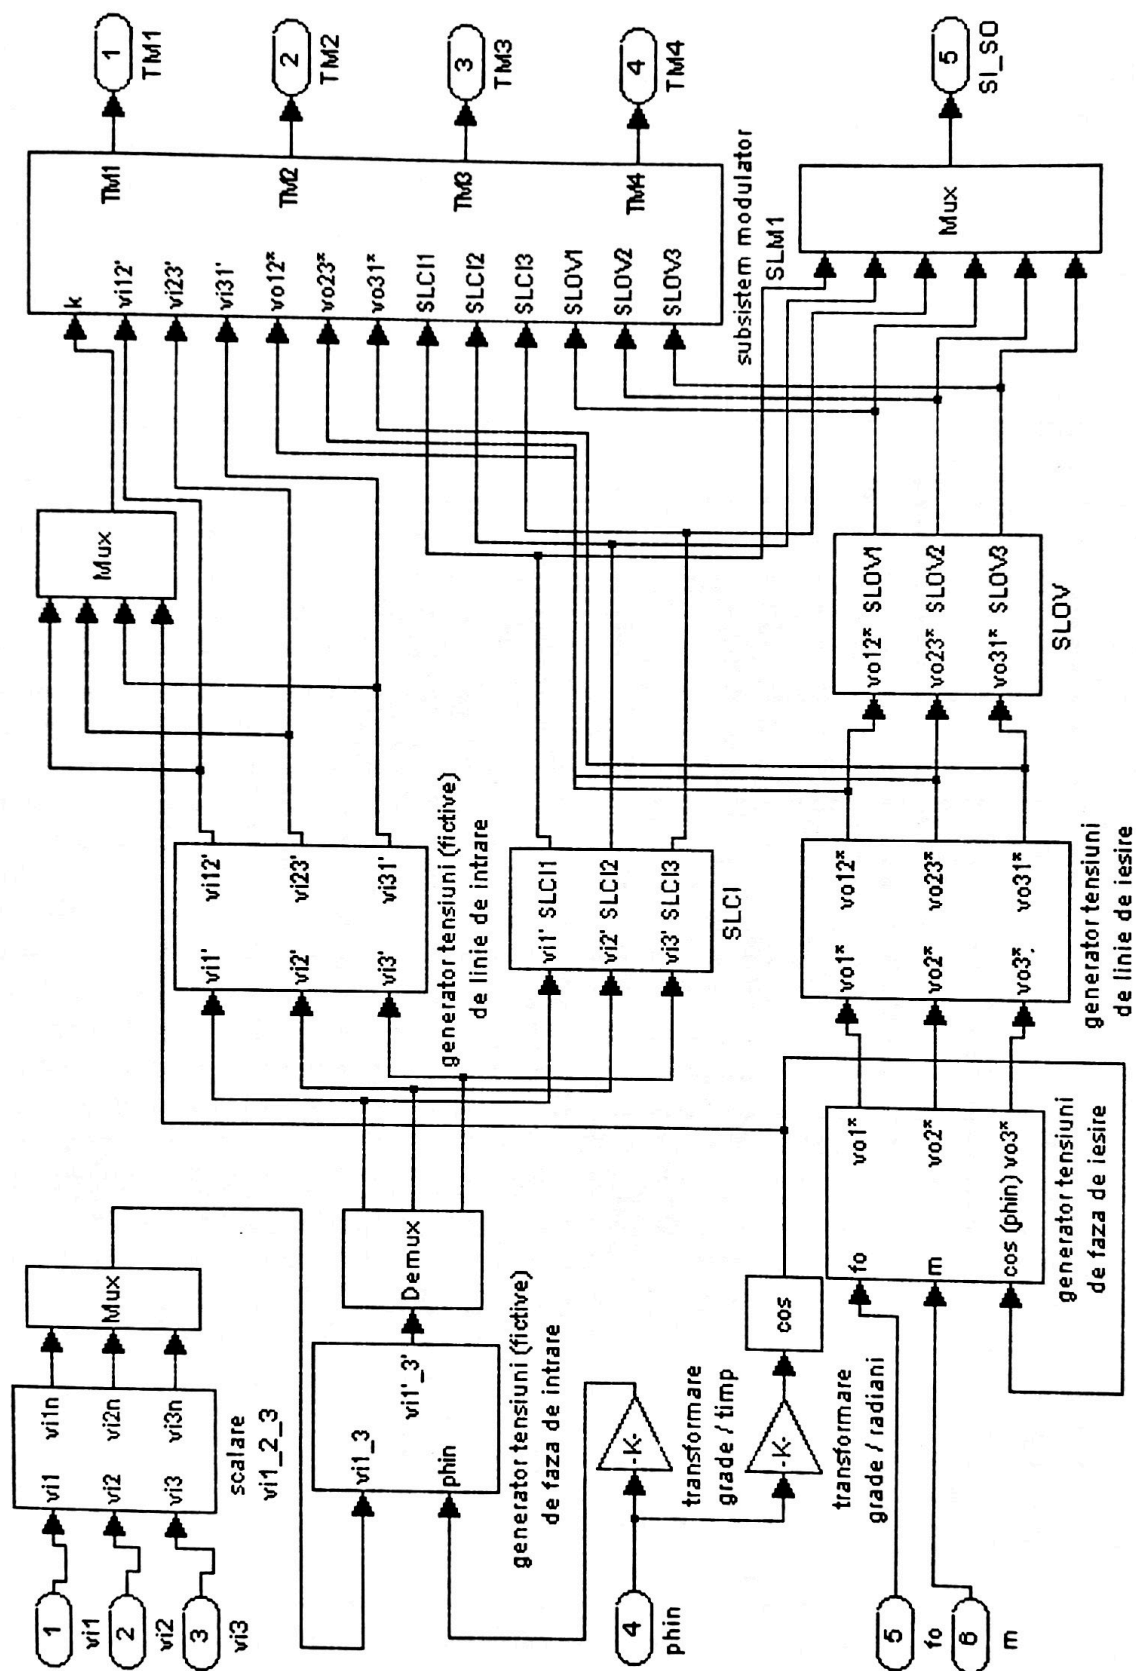 1
vi1
2
vi2
3
vi3
vi1 vi1n
vi2 vi2n
vi3 vi3n
scalare
vi1_2_3
Mux
vi1_3
vi1'_3'
phin
generator tensiuni (fictive)
de faza de intrare
Demux
4
phin
-K-
transformare
grade / timp
-K-
transformare
grade / radiani
cos
5
fo
6
m
fo vo1*
m vo2*
cos (phin) vo3*
generator tensiuni
de faza de iesire
vi1' vi12'
vi2' vi23'
vi3' vi31'
generator tensiuni (fictive)
de linie de intrare
vi1' SLCI1
vi2' SLCI2
vi3' SLCI3
SLCI
vo1* vo12*
vo2* vo23*
vo3*. vo31*
generator tensiuni
de linie de iesire
Mux
vo12* SLOV1
vo23* SLOV2
vo31* SLOV3
SLOV
k
vi12'
vi23'
vi31'
vo12*
vo23*
vo31*
SLCI1
SLCI2
SLCI3
SLOV1
SLOV2
SLOV3
TM1
TM2
TM3
TM4
subsistem modulator
SLM1
Mux
1
TM1
2
TM2
3
TM3
4
TM4
5
SI_SO